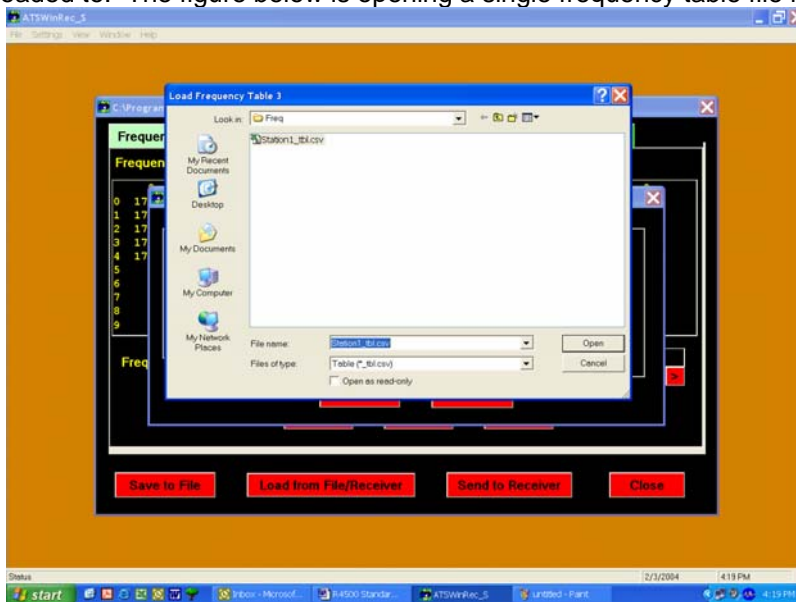 loaded to. The figure below is opening a single frequency table file
ATSWinRec_S
File Settings View Window Help
C:\Program
Load Frequency Table 3
Look in: Freq
Frequen
Frequen
Station1_tbl.csv
My Recent
Documents
Desktop
My Documents
My Computer
My Network
Places
0 17
1 17
2 17
3 17
4 17
5
6
7
8
9
File name: Station1_tbl.csv Open
Files of type: Table (*_tbl.csv) Cancel
Open as read-only
Freq
>
Save to File Load from File/Receiver Send to Receiver Close
Status 2/3/2004 4:19 PM
start Inbox - Microsof... R4500 Standar... ATSWinRec_S untitled - Paint 4:19 PM